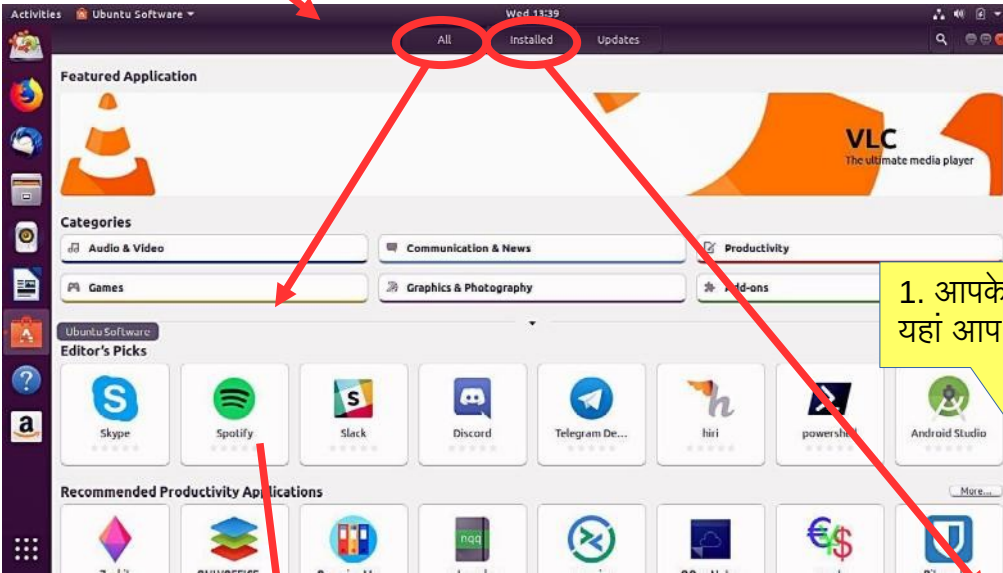 Activities Ubuntu Software Wed 13:39
All Installed Updates
Featured Application
VLC
The ultimate media player
Categories
Audio & Video Communication & News Productivity
Games Graphics & Photography Add-ons
1. आपके
यहां आप
Ubuntu Software
Editor's Picks
Skype Spotify Slack Discord Telegram De... hiri powershell Android Studio
Recommended Productivity Applications More...
nqq